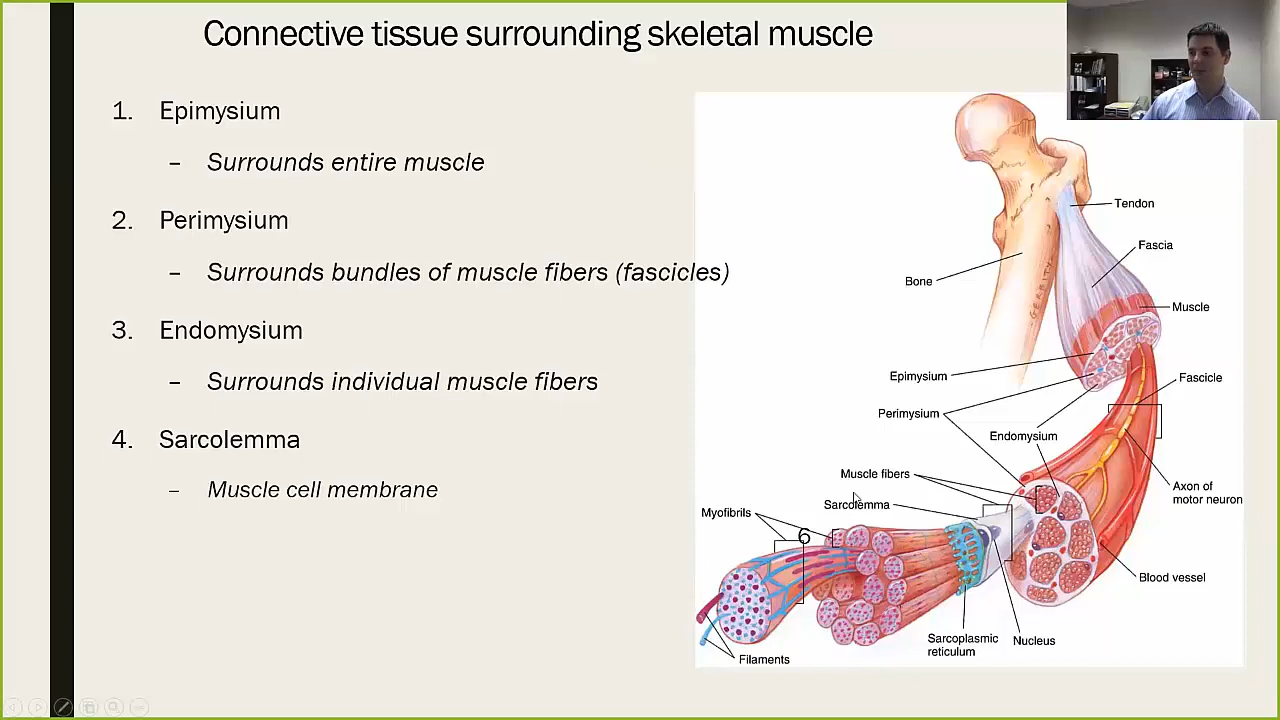 Connective tissue surrounding skeletal muscle
1. Epimysium
– Surrounds entire muscle
2. Perimysium
– Surrounds bundles of muscle fibers (fascicles)
3. Endomysium
– Surrounds individual muscle fibers
4. Sarcolemma
– Muscle cell membrane
Tendon
Fascia
Bone
GERRITY
Muscle
Epimysium
Fascicle
Perimysium
Endomysium
Muscle fibers
Axon of
motor neuron
Sarcolemma
Myofibrils
6
Blood vessel
Sarcoplasmic
reticulum
Nucleus
Filaments